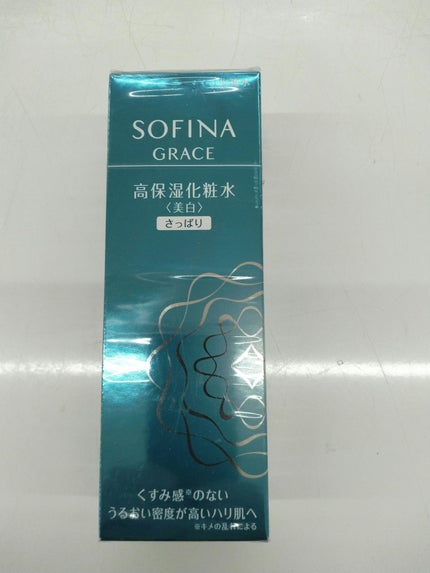 SOFINA
GRACE
高保湿化粧水
〈美白〉
さっぱり
くすみ感※のない
うるおい密度が高いハリ肌へ
※キメの乱れによる